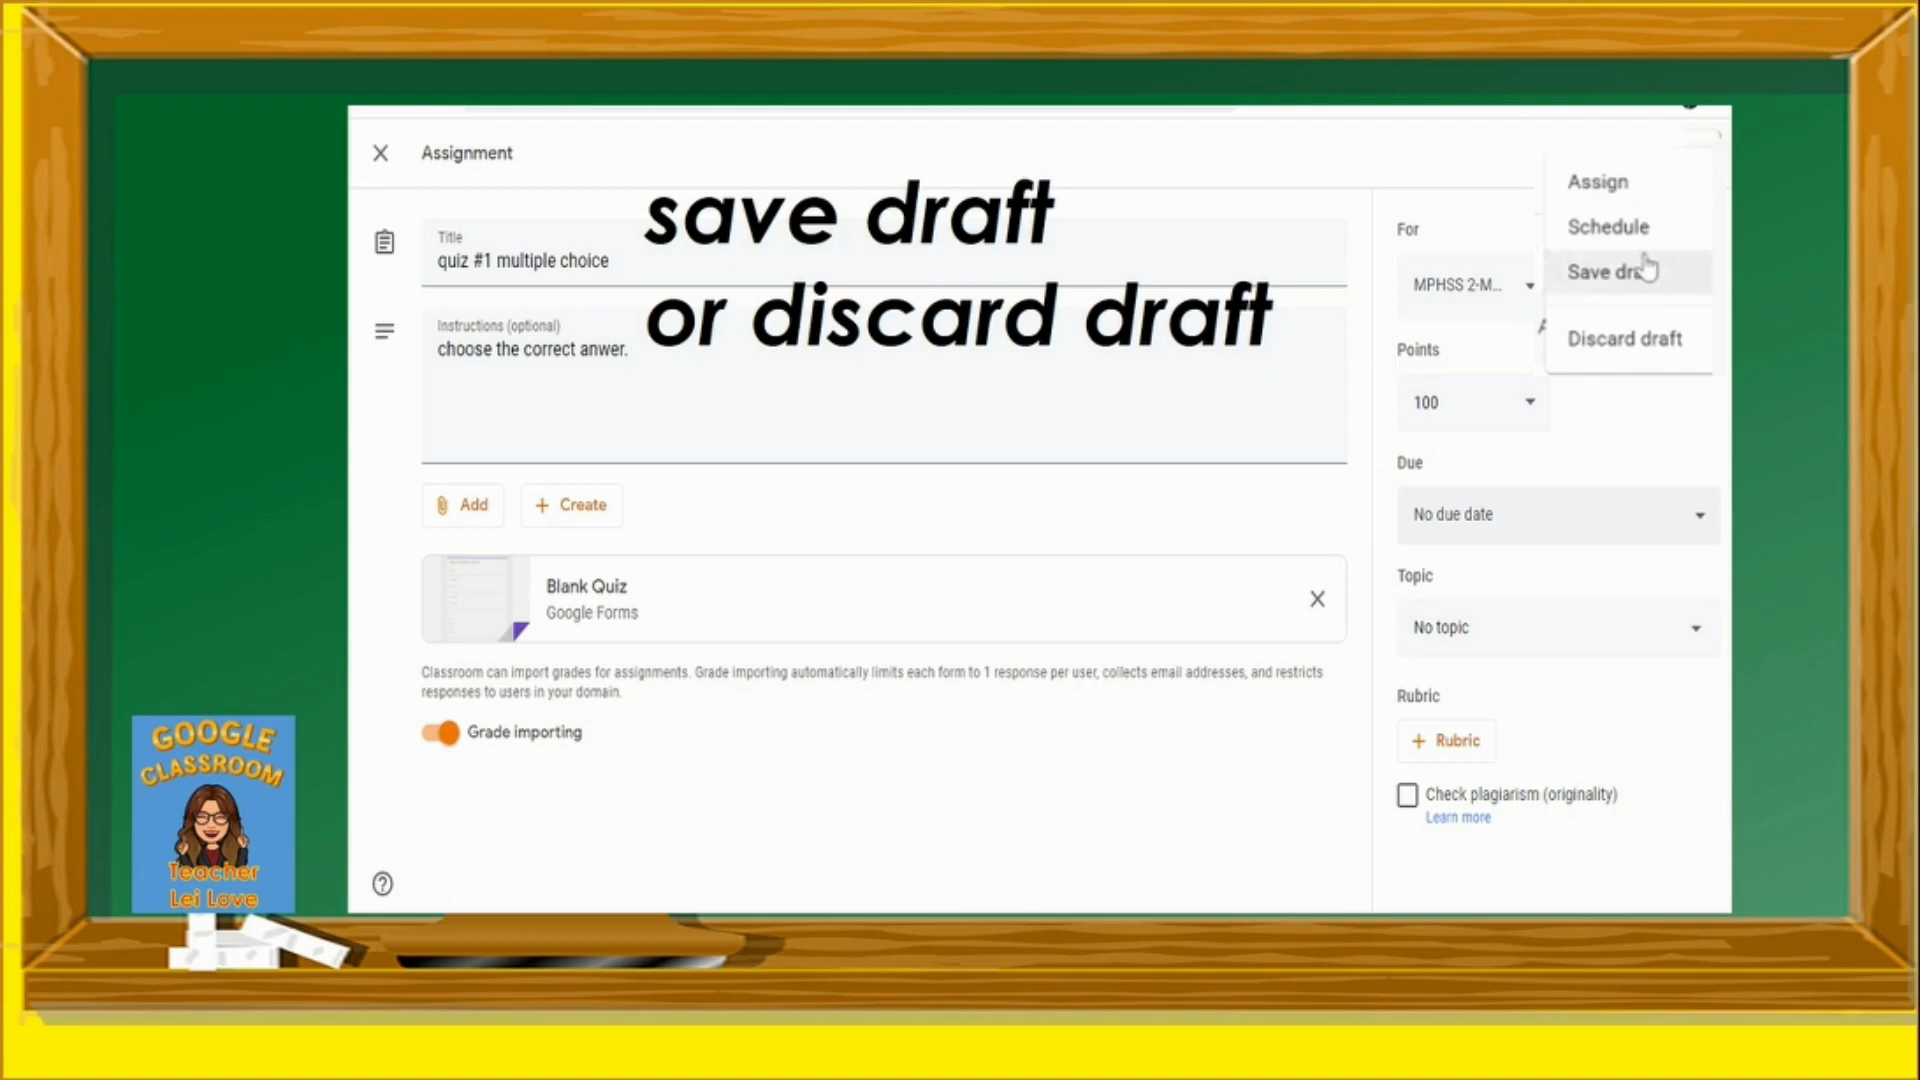 Assignment
Assign
Schedule
Save dra
Discard draft
save draft
or discard draft
Title
quiz #1 multiple choice
Instructions (optional)
choose the correct anwer.
For
MPHSS 2-M...
Points
100
Due
No due date
Topic
No topic
Rubric
+ Rubric
Check plagiarism (originality)
Learn more
Add
+ Create
Blank Quiz
Google Forms
Classroom can import grades for assignments. Grade importing automatically limits each form to 1 response per user, collects email addresses, and restricts
responses to users in your domain.
Grade importing
GOOGLE
CLASSROOM
Teacher
Lei Love